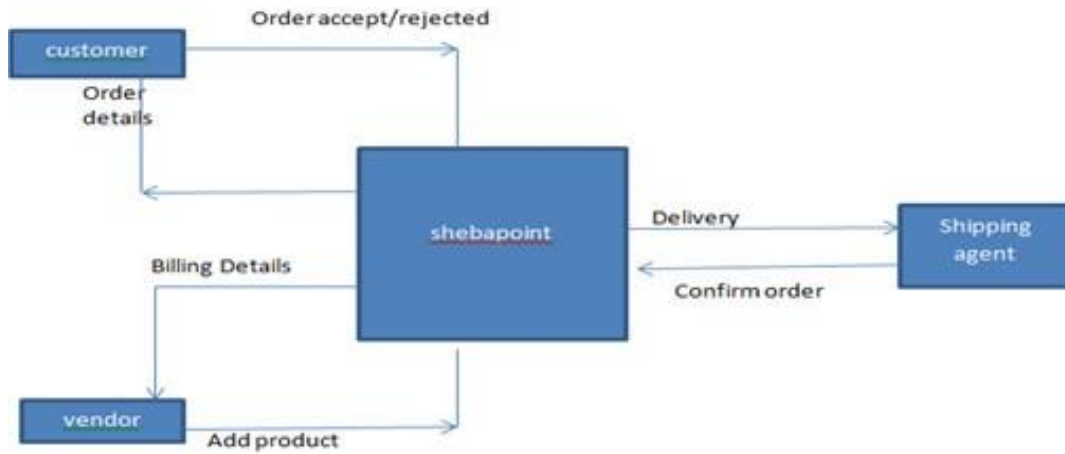 Order accept/rejected
customer
Order
details
shebapoint
Delivery
Shipping
agent
Confirm order
Billing Details
vendor
Add product